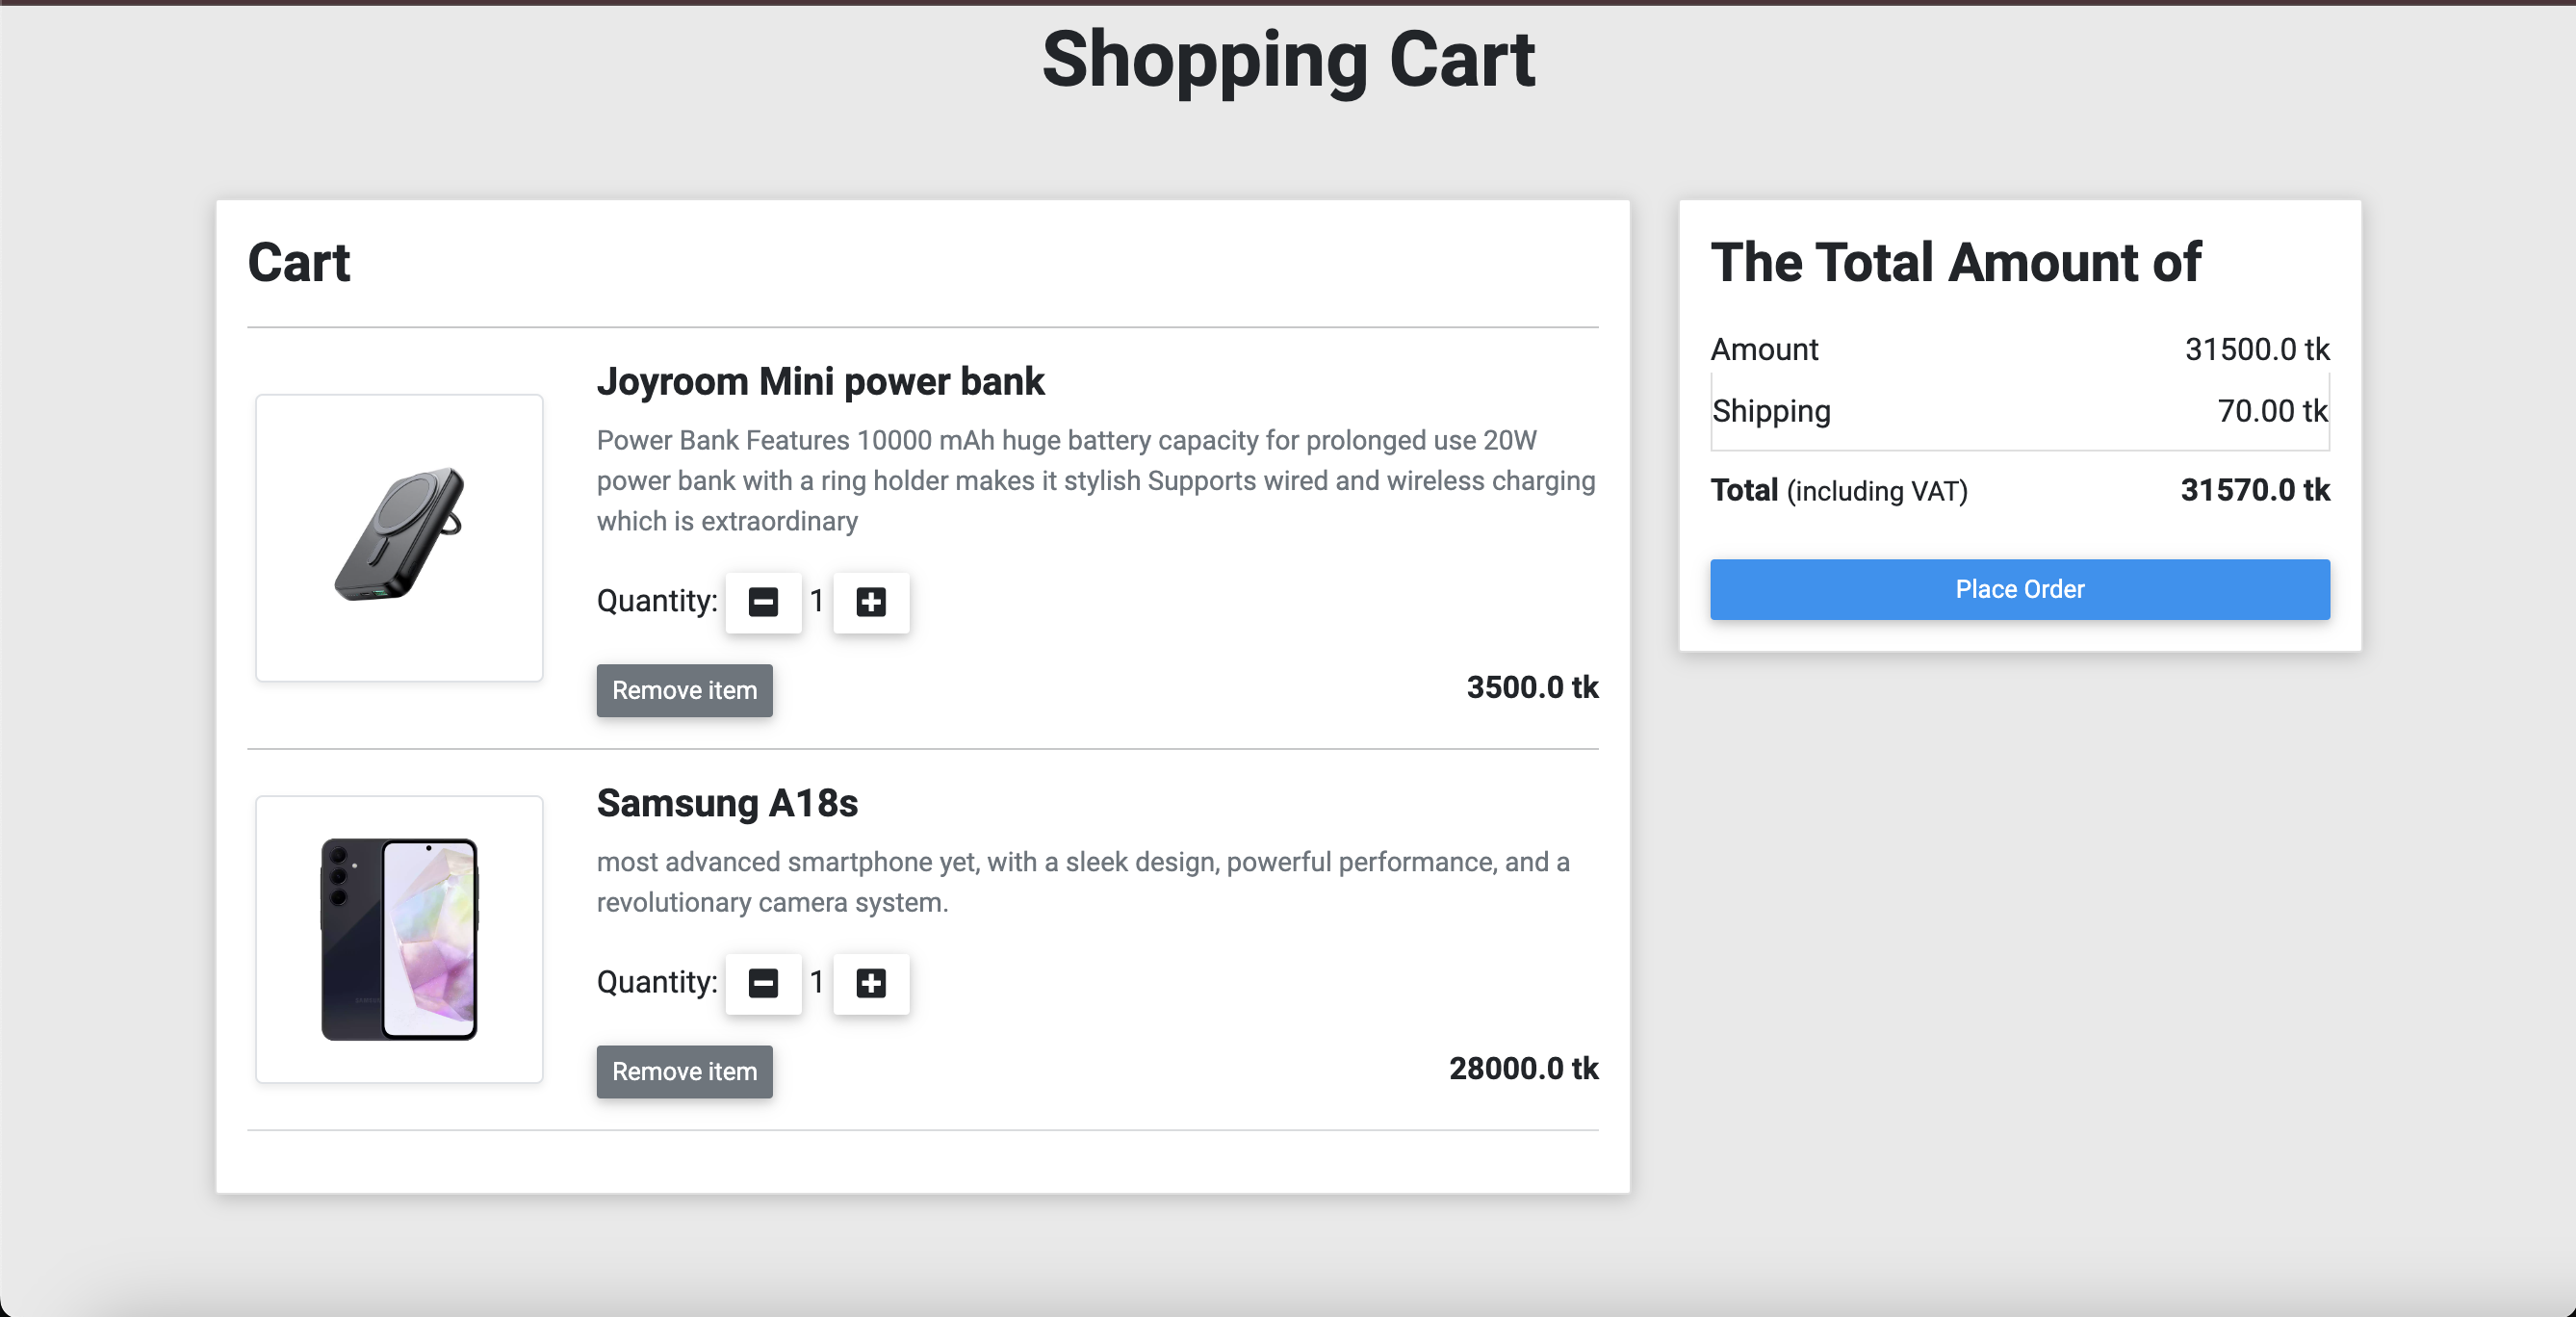 Shopping Cart
Cart
Joyroom Mini power bank
Power Bank Features 10000 mAh huge battery capacity for prolonged use 20W
power bank with a ring holder makes it stylish Supports wired and wireless charging
which is extraordinary
Quantity: 1
Remove item 3500.0 tk
Samsung A18s
most advanced smartphone yet, with a sleek design, powerful performance, and a
revolutionary camera system.
Quantity: 1
Remove item 28000.0 tk
The Total Amount of
Amount 31500.0 tk
Shipping 70.00 tk
Total (including VAT) 31570.0 tk
Place Order